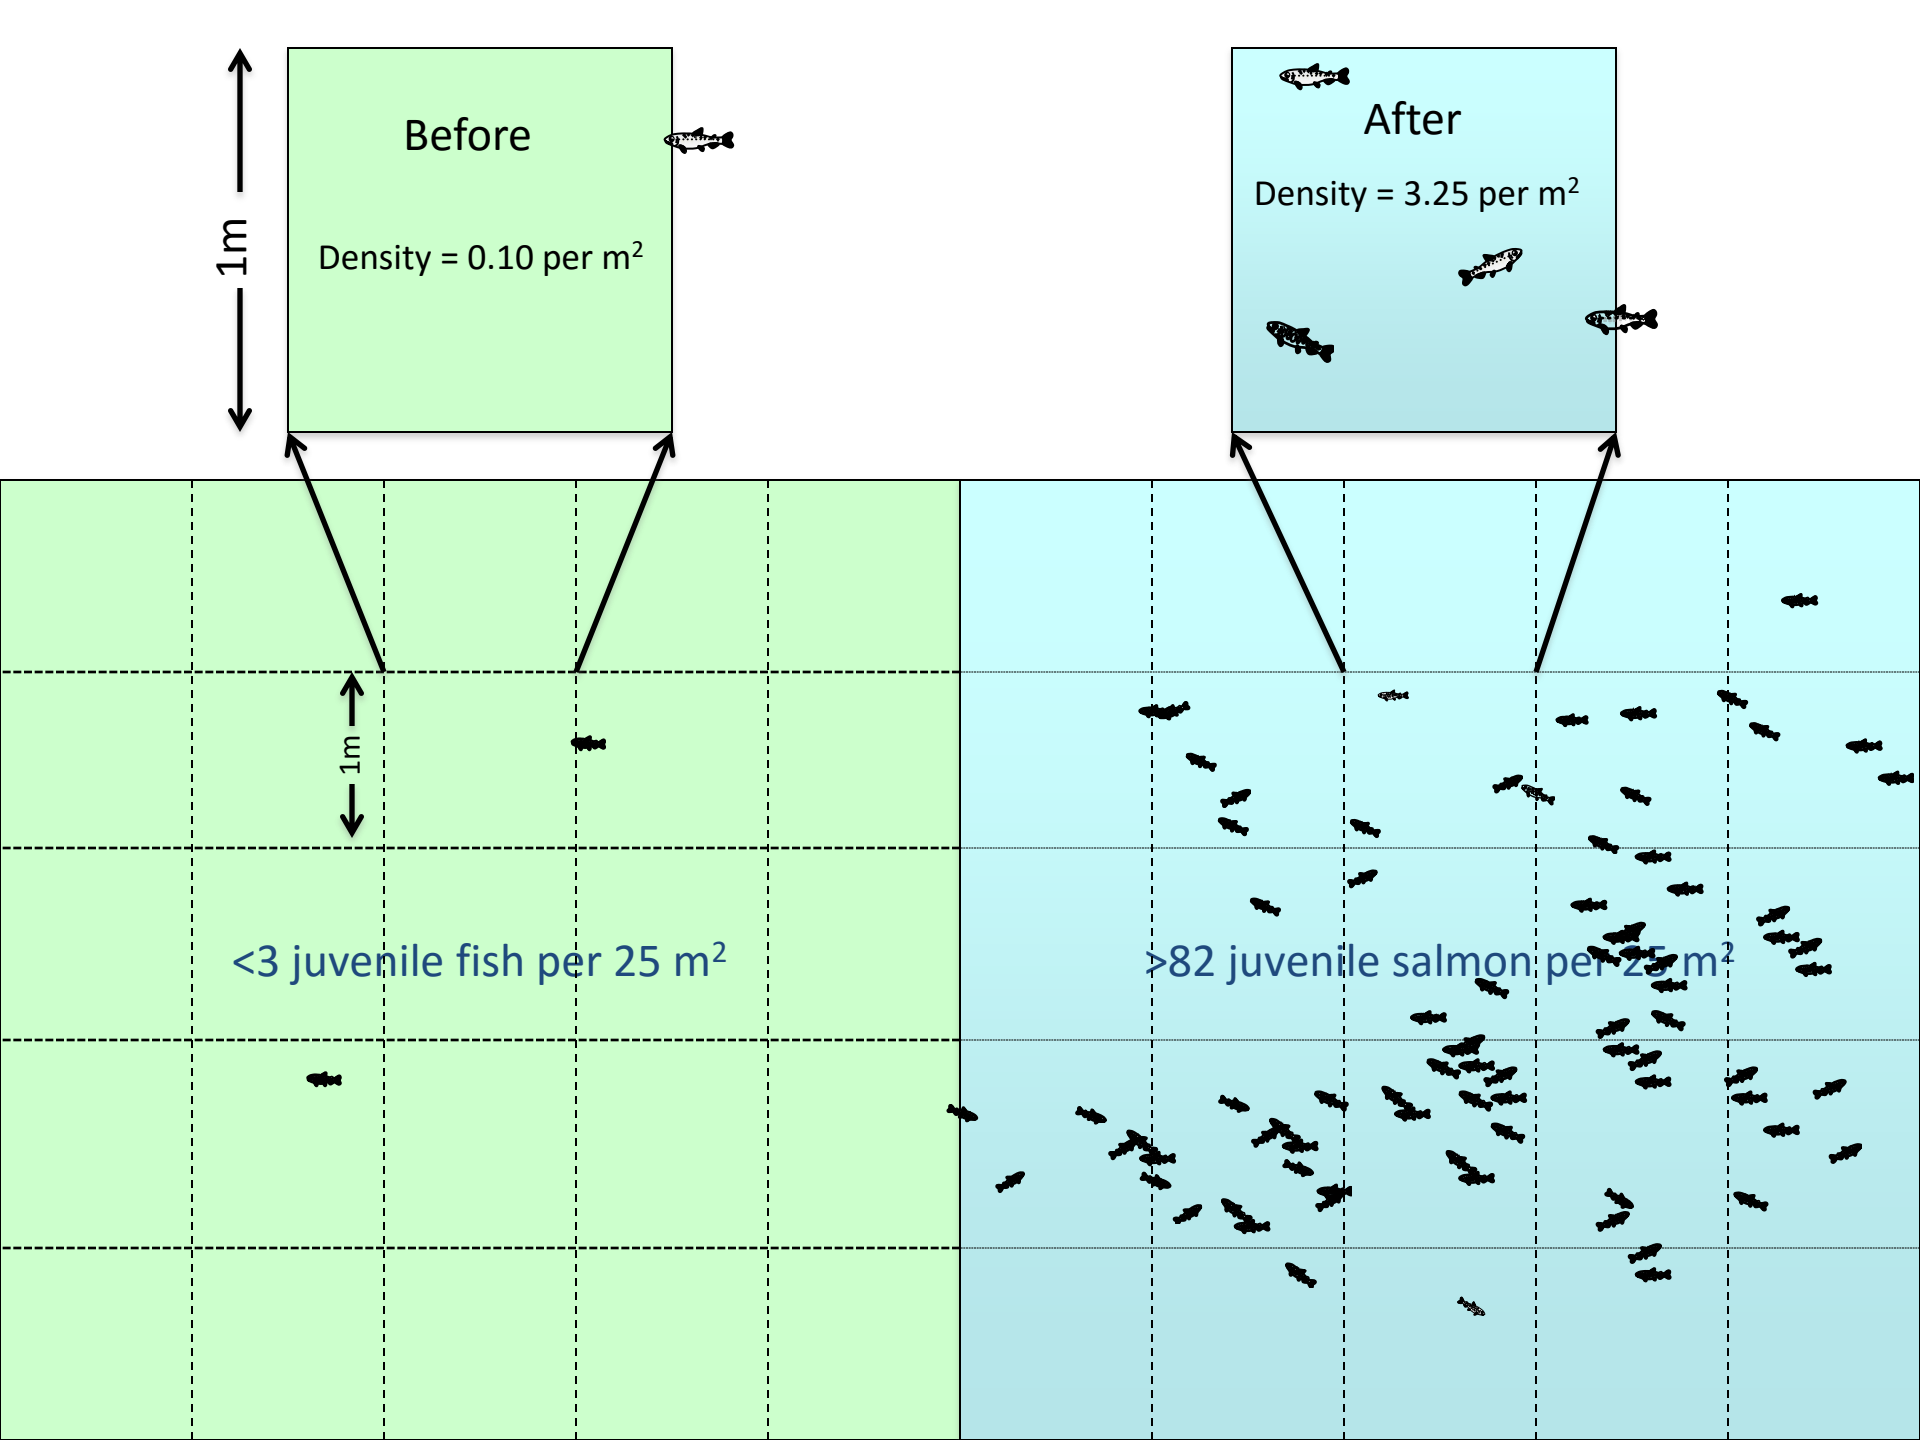 Before
Density = 0.10 per m²
1m
After
Density = 3.25 per m²
1m
<3 juvenile fish per 25 m²
>82 juvenile salmon per 25 m²